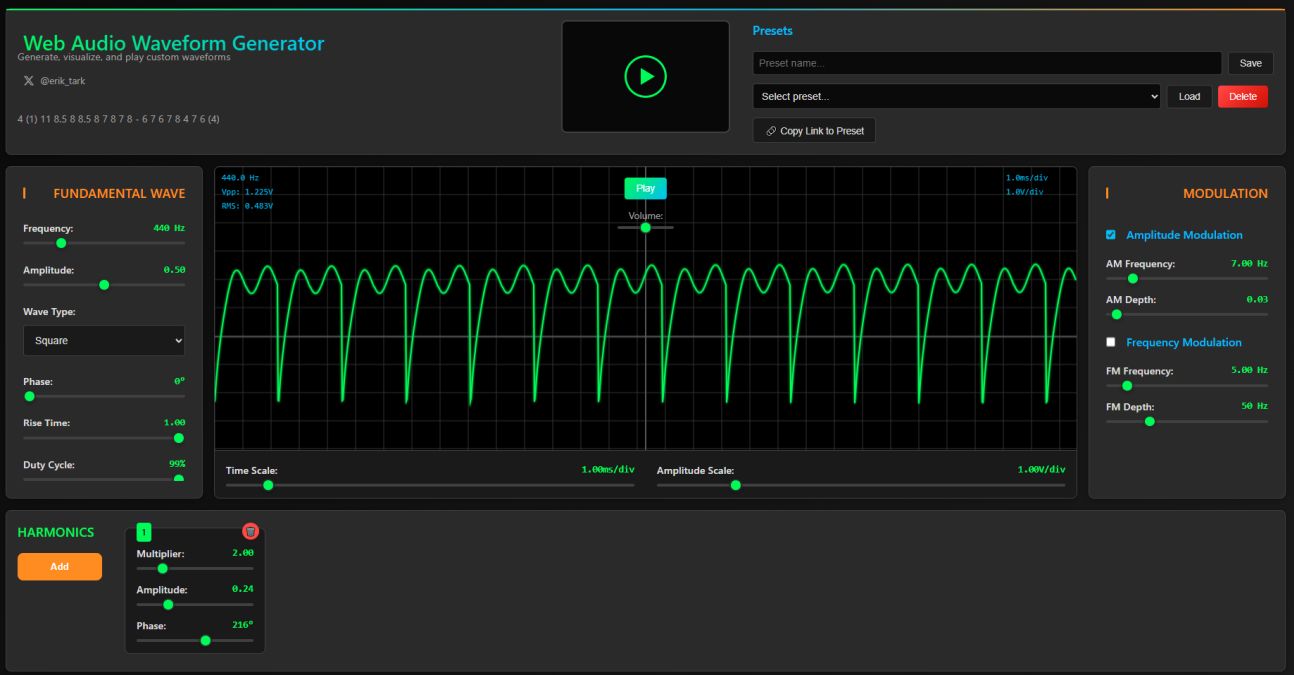 Web Audio Waveform Generator
Generate, visualize, and play custom waveforms
@erik_tark
4 (1) 11 8.5 8 8.5 8 7 8 7 8 - 6 7 6 7 8 4 7 6 (4)
Presets
Preset name...
Save
Select preset...
Load
Delete
Copy Link to Preset
FUNDAMENTAL WAVE
Frequency: 440 Hz
Amplitude: 0.50
Wave Type:
Square
Phase: 0°
Rise Time: 1.00
Duty Cycle: 99%
440.0 Hz
Vpp: 1.225V
RMS: 0.483V
Play
Volume:
1.0ms/div
1.0V/div
Time Scale: 1.00ms/div
Amplitude Scale: 1.00V/div
MODULATION
Amplitude Modulation
AM Frequency: 7.00 Hz
AM Depth: 0.03
Frequency Modulation
FM Frequency: 5.00 Hz
FM Depth: 50 Hz
HARMONICS
Add
1
Multiplier: 2.00
Amplitude: 0.24
Phase: 216°